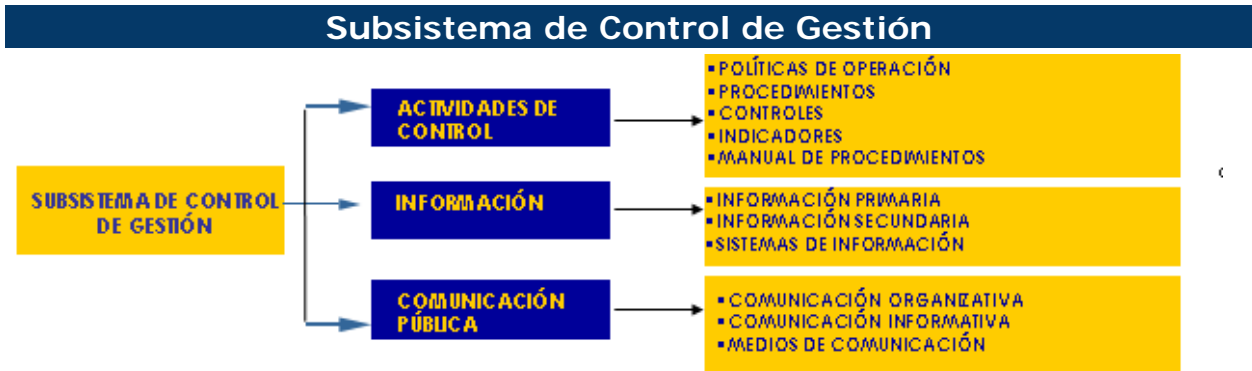 Subsistema de Control de Gestión
SUBSISTEMA DE CONTROL
DE GESTIÓN
ACTIVIDADES DE
CONTROL
▪POLÍTICAS DE OPERACIÓN
▪PROCEDIMIENTOS
▪CONTROLES
▪INDICADORES
▪MANUAL DE PROCEDIMIENTOS
INFORMACIÓN
▪INFORMACIÓN PRIMARIA
▪INFORMACIÓN SECUNDARIA
▪SISTEMAS DE INFORMACIÓN
COMUNICACIÓN
PÚBLICA
▪COMUNICACIÓN ORGANIZATIVA
▪COMUNICACIÓN INFORMATIVA
▪MEDIOS DE COMUNICACIÓN